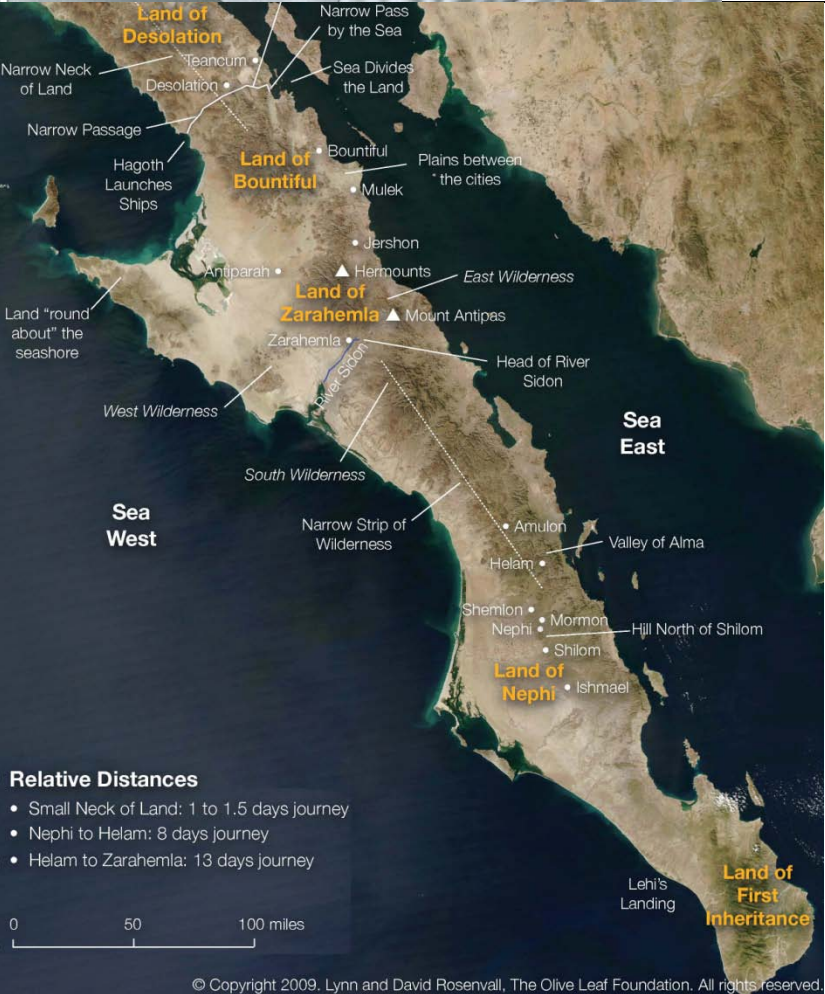 Land of
Desolation
Narrow Pass
by the Sea
Teancum
Narrow Neck
of Land
Desolation
Sea Divides
the Land
Narrow Passage
Hagoth
Launches
Ships
Land of
Bountiful
Bountiful
Plains between
the cities
Mulek
Jershon
Antiparah
Hermounts
East Wilderness
Land of
Zarahemla
Mount Antipas
Land "round
about" the
seashore
Zarahemla
River Sidon
Head of River
Sidon
West Wilderness
South Wilderness
Sea
East
Sea
West
Narrow Strip of
Wilderness
Amulon
Valley of Alma
Helam
Shemlon
Mormon
Nephi
Hill North of Shilom
Shilom
Land of
Nephi
Ishmael
Relative Distances
• Small Neck of Land: 1 to 1.5 days journey
• Nephi to Helam: 8 days journey
• Helam to Zarahemla: 13 days journey
0 50 100 miles
Lehi's
Landing
Land of
First
Inheritance
© Copyright 2009. Lynn and David Rosenvall, The Olive Leaf Foundation. All rights reserved.